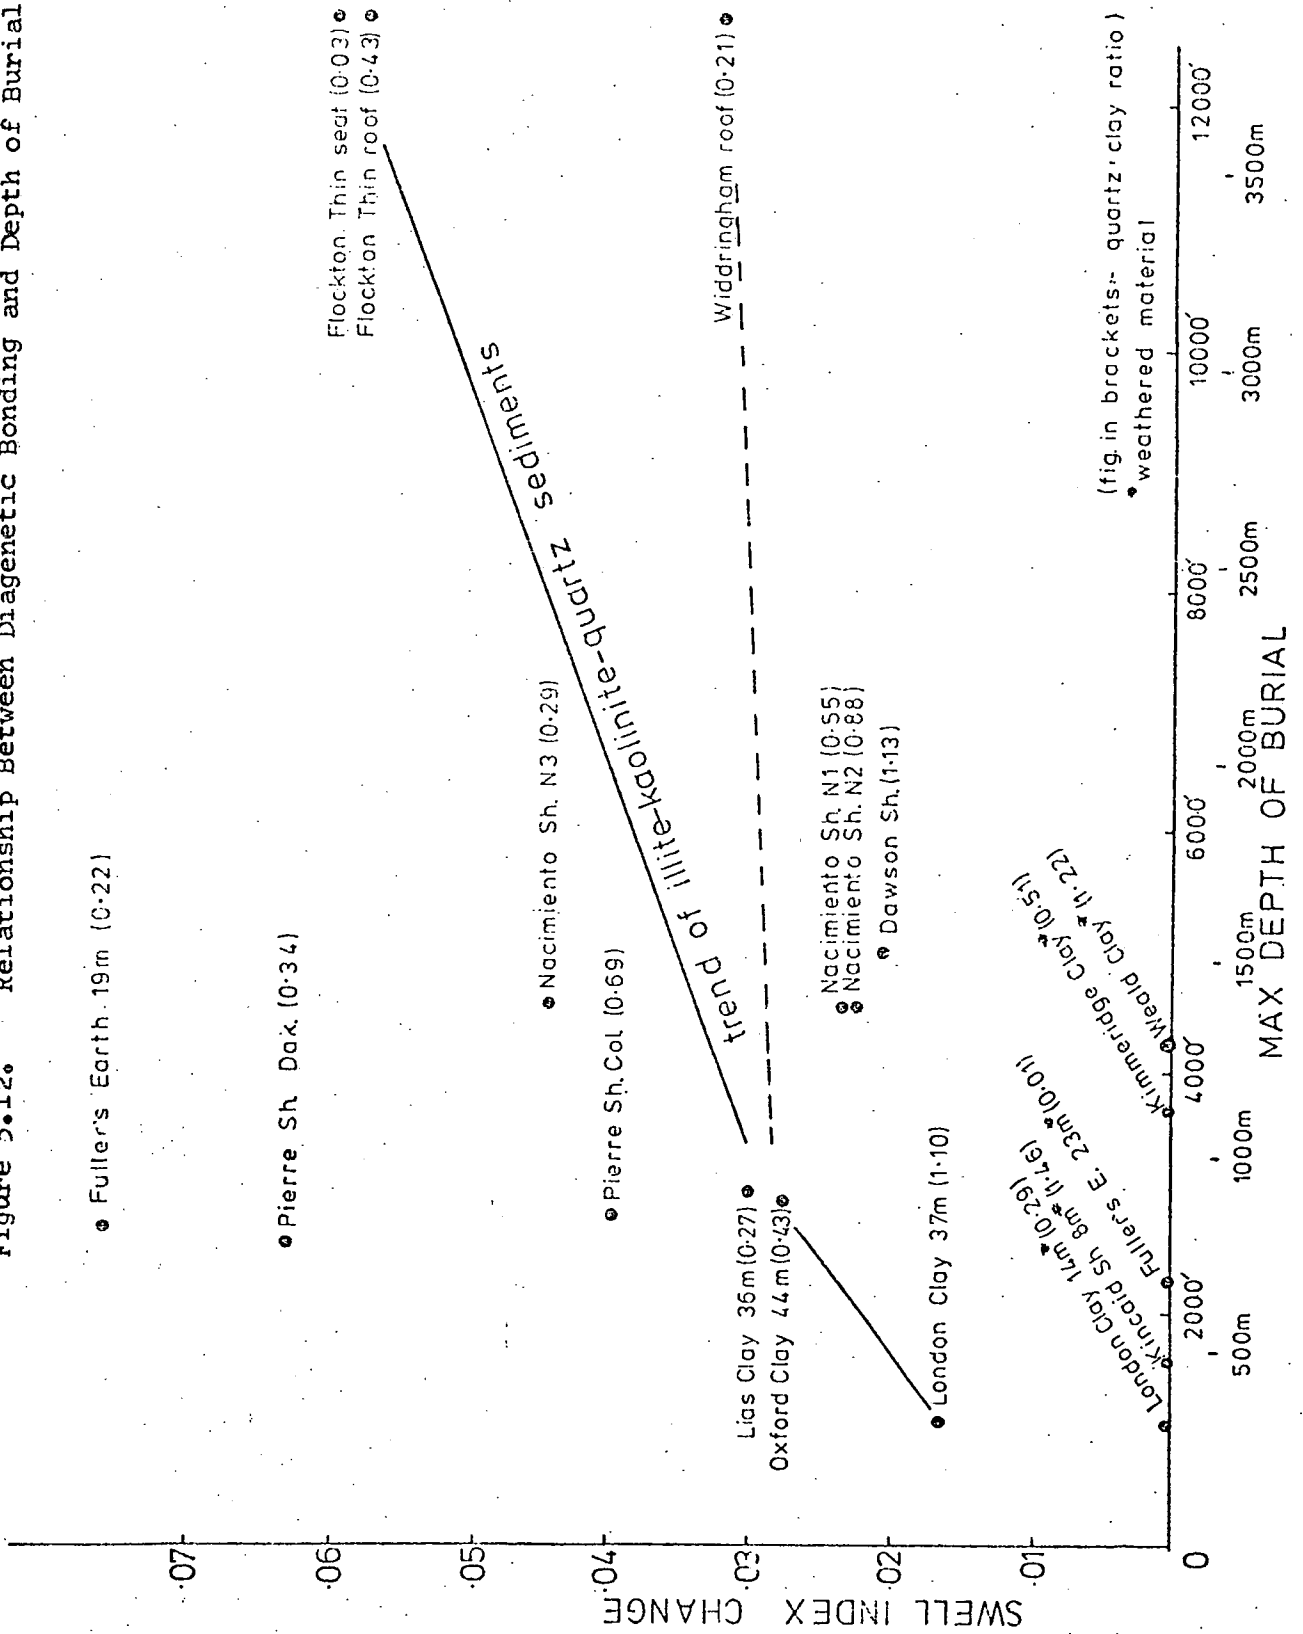 Figure 5.12. Relationship Between Diagenetic Bonding and Depth of Burial
SWELL INDEX CHANGE
.07
.06
.05
.04
.03
.02
.01
0
Fuller's Earth 19m (0·22)
Pierre Sh. Dak. (0·34)
Flockton Thin seat (0·03)
Flockton Thin roof (0·43)
Nacimiento Sh. N3 (0·29)
Pierre Sh. Col (0·69)
trend of illite-kaolinite-quartz sediments
Widdringham roof (0·21)
Lias Clay 36m (0·27)
Oxford Clay 44m (0·43)
Nacimiento Sh. N1 (0·55)
Nacimiento Sh. N2 (0·88)
Dawson Sh. (1·13)
London Clay 37m (1·10)
London Clay 14m* (0·29)
Kincaid Sh 8m* (1·46)
Fuller's E. 23m* (0·01)
Kimmeridge Clay* (0·51)
Weald Clay* (1·22)
(fig. in brackets:- quartz:clay ratio)
* weathered material
2000' 4000' 6000' 8000' 10000' 12000'
500m 1000m 1500m 2000m 2500m 3000m 3500m
MAX DEPTH OF BURIAL